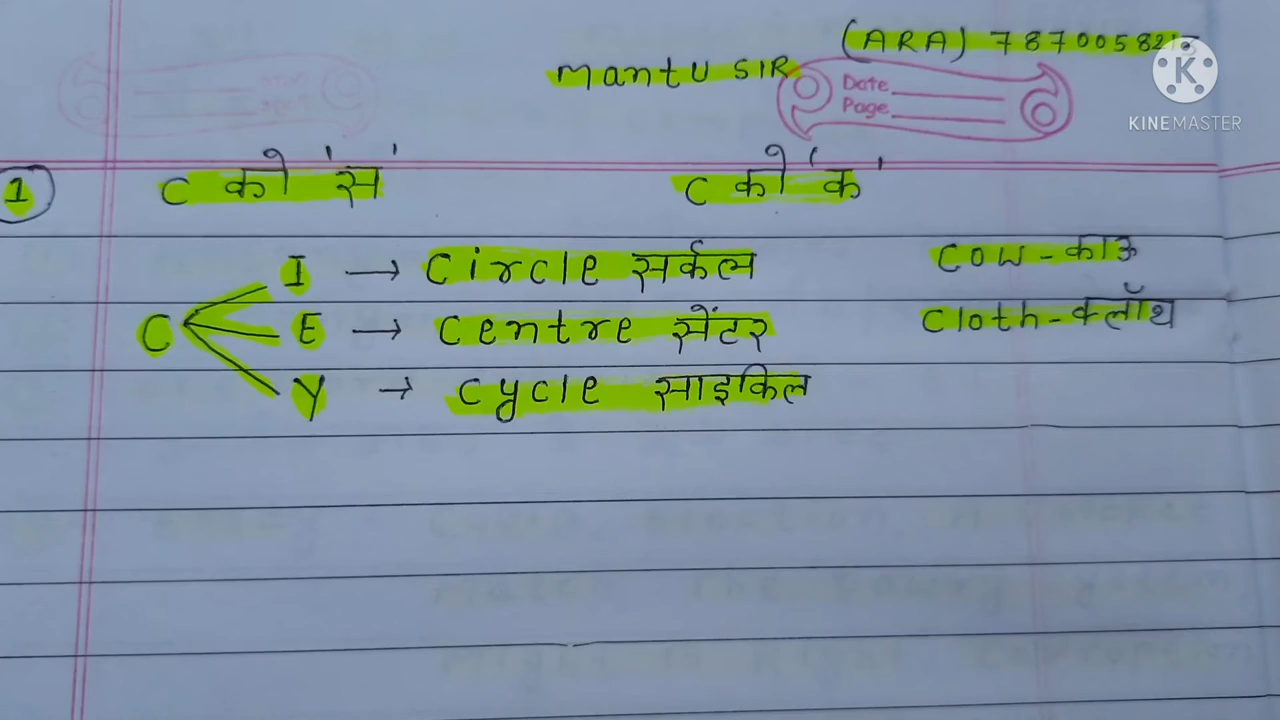 (ARA) 787005821
mantu SIR
Date
Page
KINEMASTER
1 C को 'स' C को 'क'
I → Circle सर्कल cow - काऊ
C E → Centre सेंटर Cloth - क्लॉथ
Y → Cycle साइकिल